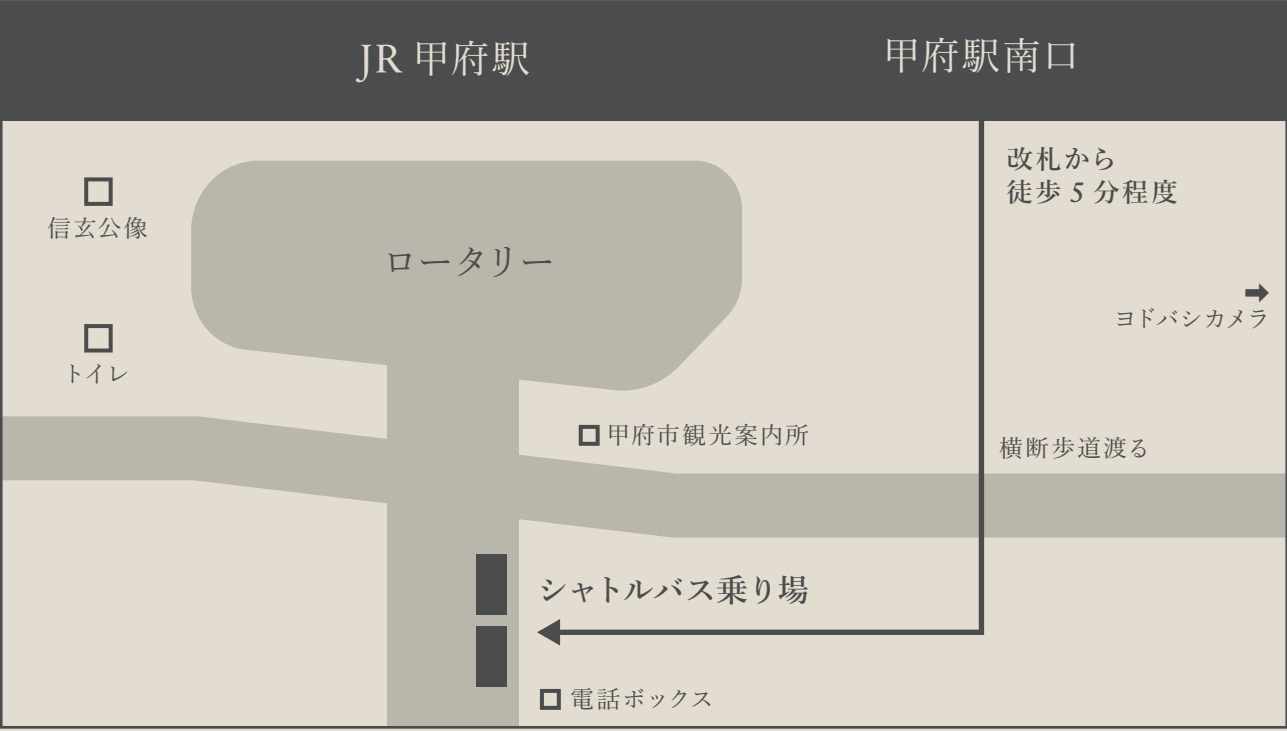 JR 甲府駅
甲府駅南口
改札から
徒歩 5 分程度
信玄公像
ロータリー
ヨドバシカメラ
トイレ
甲府市観光案内所
横断歩道渡る
シャトルバス乗り場
電話ボックス